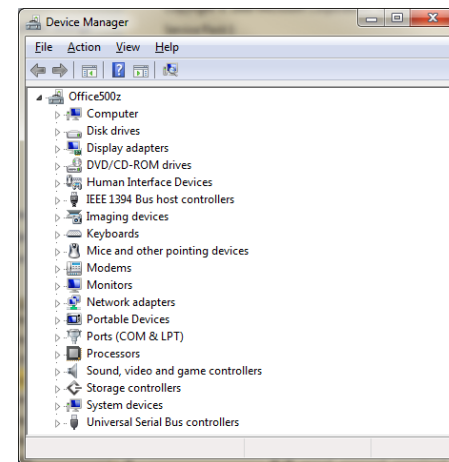 Device Manager
File Action View Help
Office500z
Computer
Disk drives
Display adapters
DVD/CD-ROM drives
Human Interface Devices
IEEE 1394 Bus host controllers
Imaging devices
Keyboards
Mice and other pointing devices
Modems
Monitors
Network adapters
Portable Devices
Ports (COM & LPT)
Processors
Sound, video and game controllers
Storage controllers
System devices
Universal Serial Bus controllers